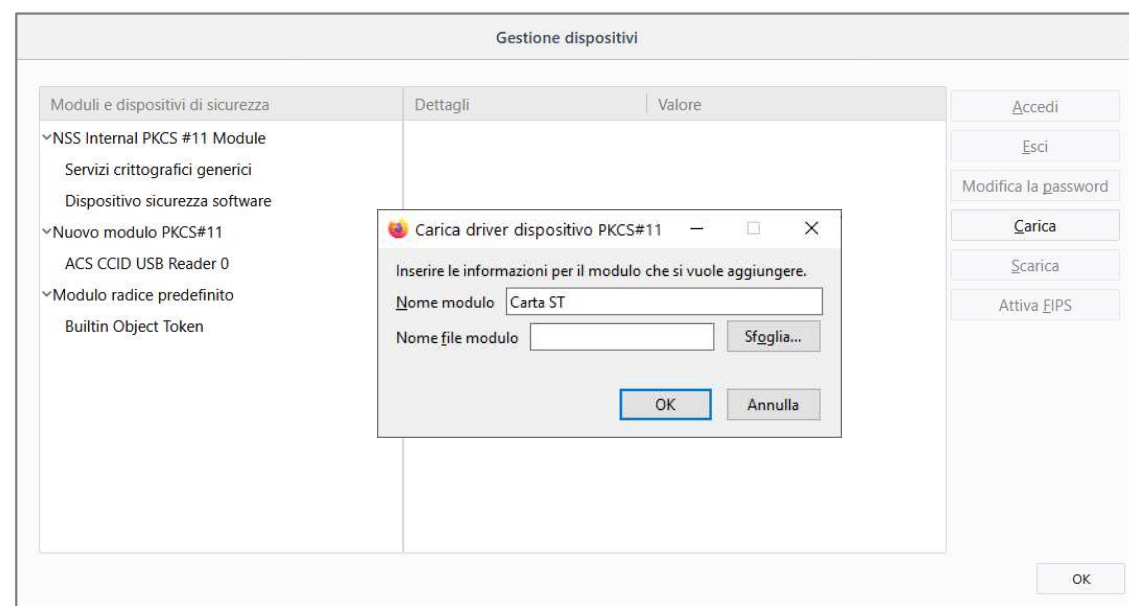 Gestione dispositivi
Moduli e dispositivi di sicurezza Dettagli Valore
NSS Internal PKCS #11 Module
Servizi crittografici generici
Dispositivo sicurezza software
Nuovo modulo PKCS#11
ACS CCID USB Reader 0
Modulo radice predefinito
Builtin Object Token
Carica driver dispositivo PKCS#11
Inserire le informazioni per il modulo che si vuole aggiungere.
Nome modulo Carta ST
Nome file modulo Sfoglia...
OK Annulla
Accedi
Esci
Modifica la password
Carica
Scarica
Attiva FIPS
OK